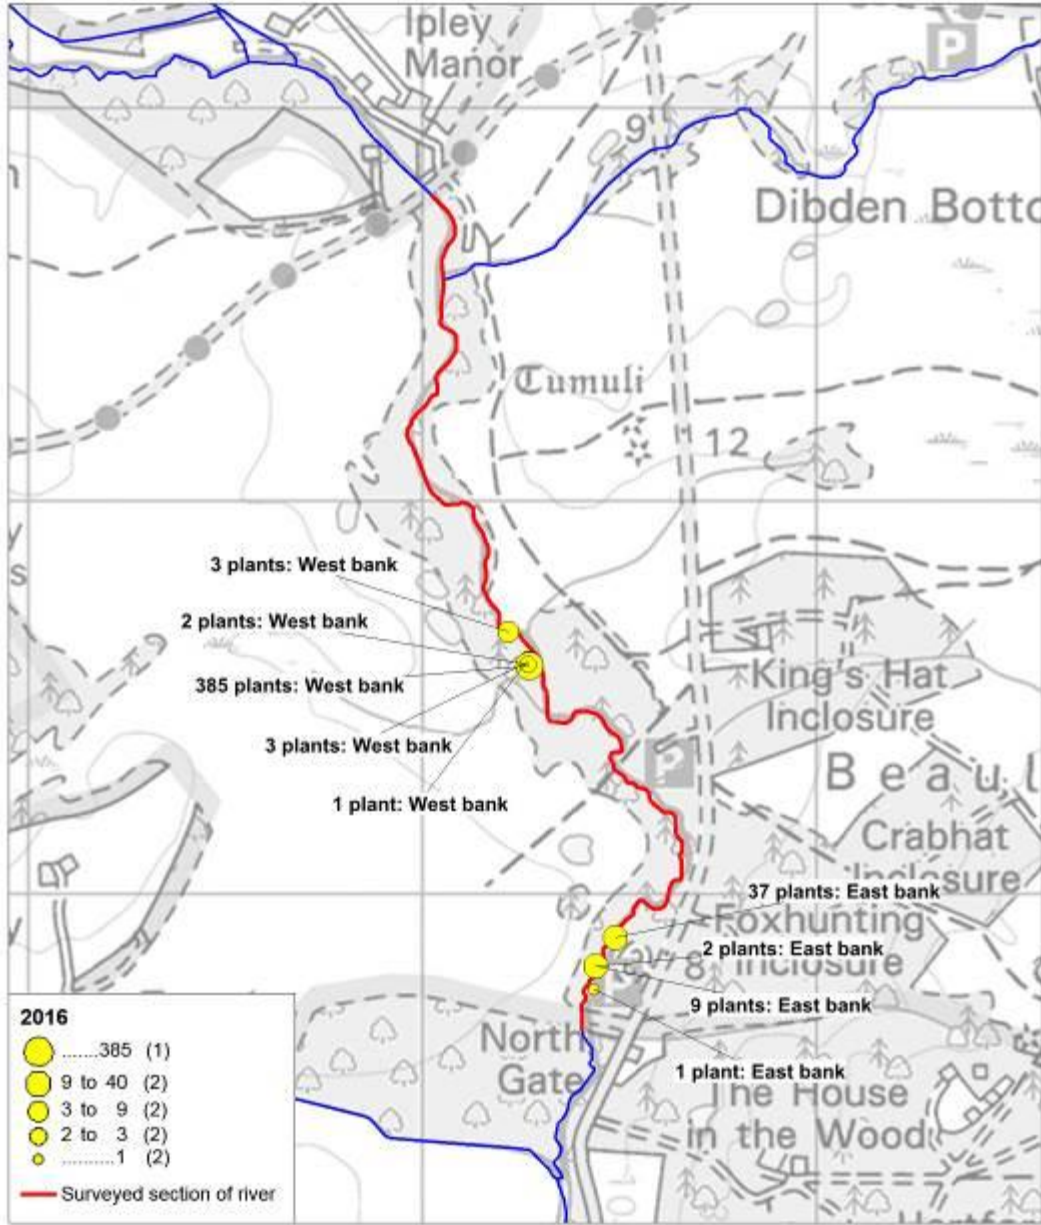 Ipley
Manor
P
9
Dibden Botto
Tumuli
12
s
3 plants: West bank
2 plants: West bank
385 plants: West bank
3 plants: West bank
1 plant: West bank
King's Hat
Inclosure
P
Beaul
Crabhat
Inclosure
37 plants: East bank
Foxhunting
2 plants: East bank
8 Inclosure
9 plants: East bank
North
Gate
1 plant: East bank
The House
in the Wood
10
2016
.......385 (1)
9 to 40 (2)
3 to 9 (2)
2 to 3 (2)
..........1 (2)
Surveyed section of river